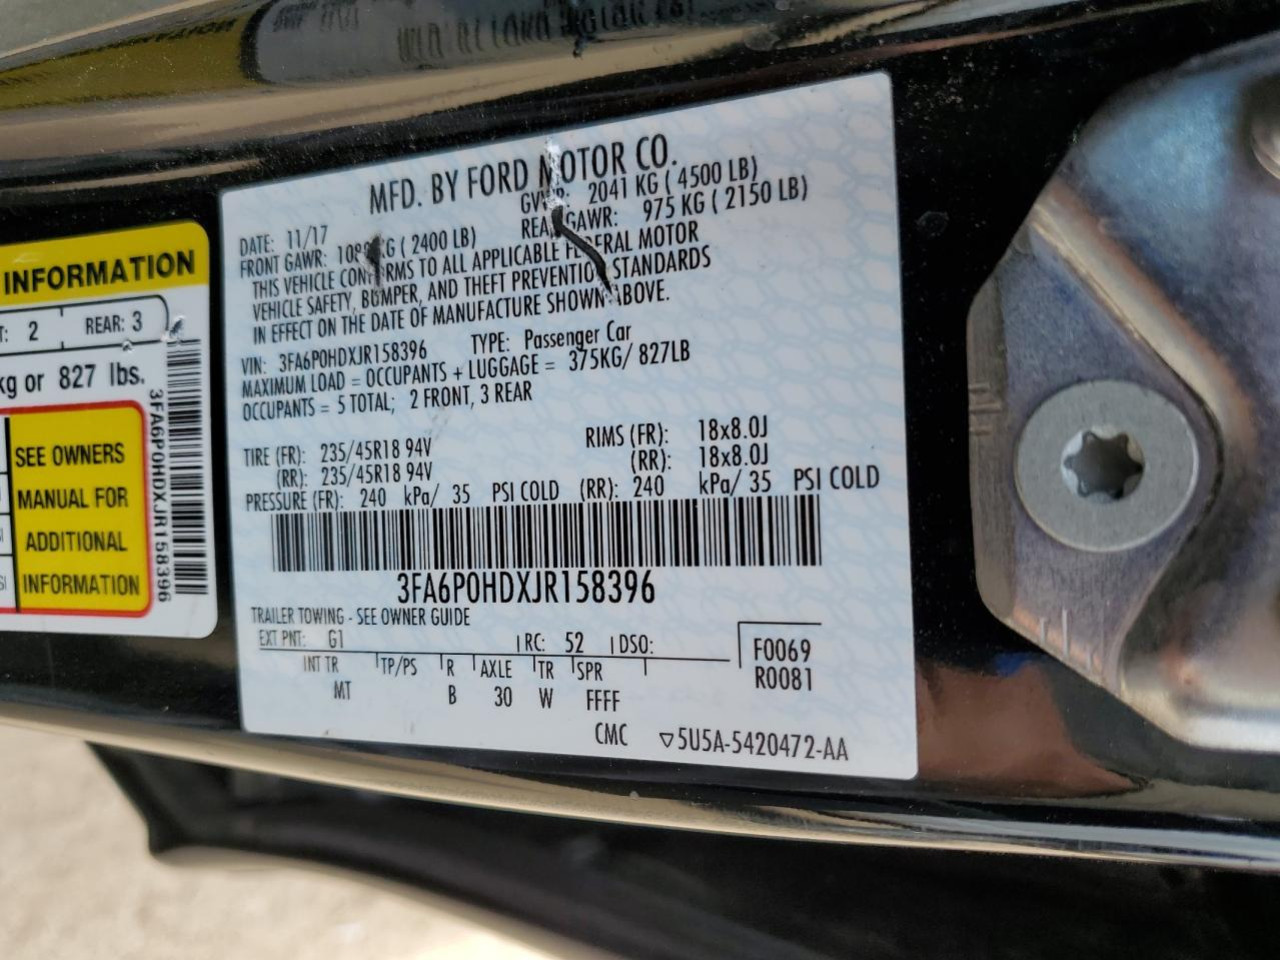 INFORMATION
T: 2 REAR: 3
kg or 827 lbs.
SEE OWNERS
MANUAL FOR
ADDITIONAL
INFORMATION
3FA6P0HDXJR158396
MFD. BY FORD MOTOR CO.
DATE: 11/17 GVWR: 2041 KG ( 4500 LB)
FRONT GAWR: 1089 KG ( 2400 LB) REAR GAWR: 975 KG ( 2150 LB)
THIS VEHICLE CONFORMS TO ALL APPLICABLE FEDERAL MOTOR
VEHICLE SAFETY, BUMPER, AND THEFT PREVENTION STANDARDS
IN EFFECT ON THE DATE OF MANUFACTURE SHOWN ABOVE.
VIN: 3FA6P0HDXJR158396 TYPE: Passenger Car
MAXIMUM LOAD = OCCUPANTS + LUGGAGE = 375KG/ 827LB
OCCUPANTS = 5 TOTAL; 2 FRONT, 3 REAR
TIRE (FR): 235/45R18 94V RIMS (FR): 18x8.0J
(RR): 235/45R18 94V (RR): 18x8.0J
PRESSURE (FR): 240 kPa/ 35 PSI COLD (RR): 240 kPa/ 35 PSI COLD
3FA6P0HDXJR158396
TRAILER TOWING - SEE OWNER GUIDE
EXT PNT: G1 RC: 52 DSO: F0069
INT TR TP/PS R AXLE TR SPR R0081
MT B 30 W FFFF
CMC ▽5U5A-5420472-AA